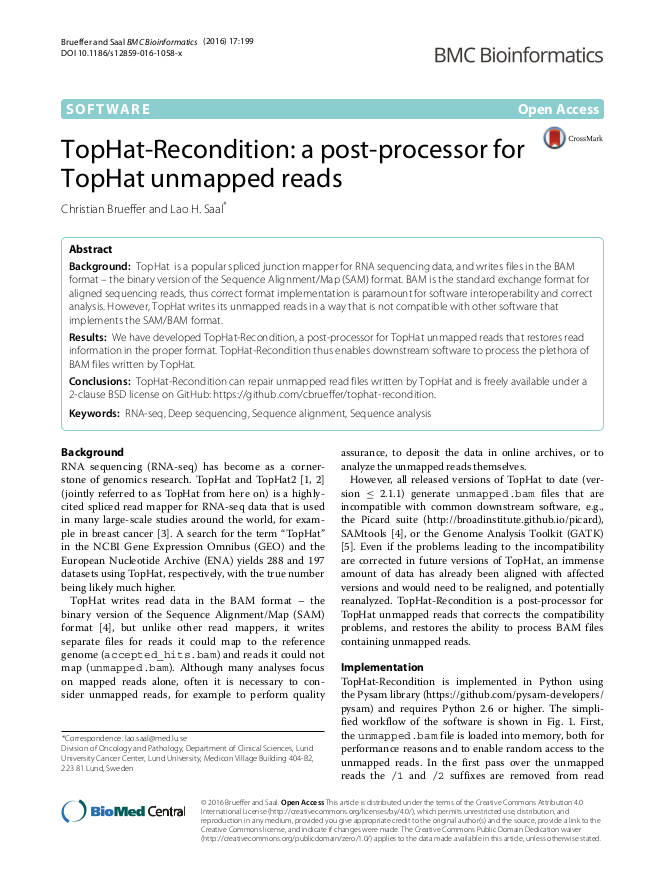 Brueffer and Saal BMC Bioinformatics (2016) 17:199
DOI 10.1186/s12859-016-1058-x
BMC Bioinformatics
SOFTWARE
Open Access
TopHat-Recondition: a post-processor for
TopHat unmapped reads
CrossMark
Christian Brueffer and Lao H. Saal*
Abstract
Background: TopHat is a popular spliced junction mapper for RNA sequencing data, and writes files in the BAM
format – the binary version of the Sequence Alignment/Map (SAM) format. BAM is the standard exchange format for
aligned sequencing reads, thus correct format implementation is paramount for software interoperability and correct
analysis. However, TopHat writes its unmapped reads in a way that is not compatible with other software that
implements the SAM/BAM format.
Results: We have developed TopHat-Recondition, a post-processor for TopHat unmapped reads that restores read
information in the proper format. TopHat-Recondition thus enables downstream software to process the plethora of
BAM files written by TopHat.
Conclusions: TopHat-Recondition can repair unmapped read files written by TopHat and is freely available under a
2-clause BSD license on GitHub: https://github.com/cbrueffer/tophat-recondition.
Keywords: RNA-seq, Deep sequencing, Sequence alignment, Sequence analysis
Background
RNA sequencing (RNA-seq) has become as a corner-
stone of genomics research. TopHat and TopHat2 [1, 2]
(jointly referred to as TopHat from here on) is a highly-
cited spliced read mapper for RNA-seq data that is used
in many large-scale studies around the world, for exam-
ple in breast cancer [3]. A search for the term “TopHat”
in the NCBI Gene Expression Omnibus (GEO) and the
European Nucleotide Archive (ENA) yields 288 and 197
datasets using TopHat, respectively, with the true number
being likely much higher.
TopHat writes read data in the BAM format – the
binary version of the Sequence Alignment/Map (SAM)
format [4], but unlike other read mappers, it writes
separate files for reads it could map to the reference
genome (accepted_hits.bam) and reads it could not
map (unmapped.bam). Although many analyses focus
on mapped reads alone, often it is necessary to con-
sider unmapped reads, for example to perform quality
*Correspondence: lao.saal@med.lu.se
Division of Oncology and Pathology, Department of Clinical Sciences, Lund
University Cancer Center, Lund University, Medicon Village Building 404-B2,
223 81 Lund, Sweden
assurance, to deposit the data in online archives, or to
analyze the unmapped reads themselves.
However, all released versions of TopHat to date (ver-
sion ≤ 2.1.1) generate unmapped.bam files that are
incompatible with common downstream software, e.g.,
the Picard suite (http://broadinstitute.github.io/picard),
SAMtools [4], or the Genome Analysis Toolkit (GATK)
[5]. Even if the problems leading to the incompatibility
are corrected in future versions of TopHat, an immense
amount of data has already been aligned with affected
versions and would need to be realigned, and potentially
reanalyzed. TopHat-Recondition is a post-processor for
TopHat unmapped reads that corrects the compatibility
problems, and restores the ability to process BAM files
containing unmapped reads.
Implementation
TopHat-Recondition is implemented in Python using
the Pysam library (https://github.com/pysam-developers/
pysam) and requires Python 2.6 or higher. The simpli-
fied workflow of the software is shown in Fig. 1. First,
the unmapped.bam file is loaded into memory, both for
performance reasons and to enable random access to the
unmapped reads. In the first pass over the unmapped
reads the /1 and /2 suffixes are removed from read
BioMed Central
© 2016 Brueffer and Saal. Open Access This article is distributed under the terms of the Creative Commons Attribution 4.0
International License (http://creativecommons.org/licenses/by/4.0/), which permits unrestricted use, distribution, and
reproduction in any medium, provided you give appropriate credit to the original author(s) and the source, provide a link to the
Creative Commons license, and indicate if changes were made. The Creative Commons Public Domain Dedication waiver
(http://creativecommons.org/publicdomain/zero/1.0/) applies to the data made available in this article, unless otherwise stated.